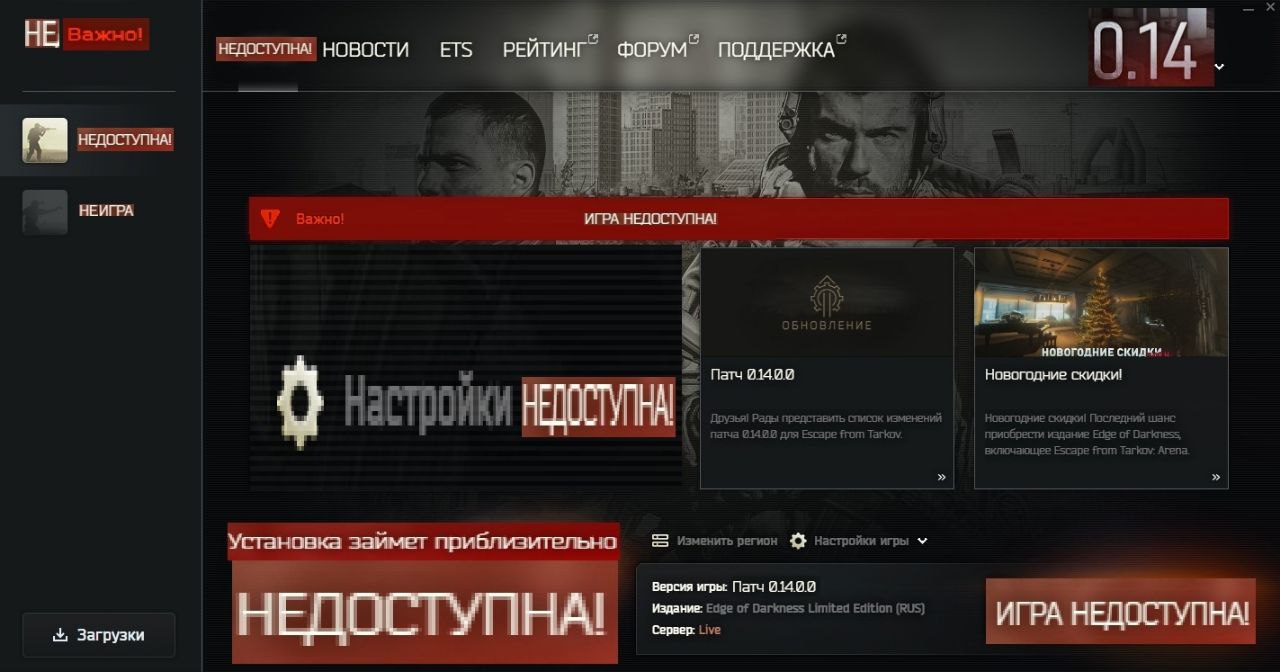 НЕ Важно!
НЕДОСТУПНА! НОВОСТИ ETS РЕЙТИНГ ФОРУМ ПОДДЕРЖКА
0.14
НЕДОСТУПНА!
НЕИГРА
Важно! ИГРА НЕДОСТУПНА!
Настройки НЕДОСТУПНА!
ОБНОВЛЕНИЕ
Патч 0.14.0.0
Друзья! Рады представить список изменений
патча 0.14.0.0 для Escape from Tarkov.
»
НОВОГОДНИЕ СКИДКИ
Новогодние скидки!
Новогодние скидки! Последний шанс
приобрести издание Edge of Darkness,
включающее Escape from Tarkov: Arena.
»
Установка займет приблизительно
НЕДОСТУПНА!
Изменить регион Настройки игры
Версия игры: Патч 0.14.0.0
Издание: Edge of Darkness Limited Edition (RUS)
Сервер: Live
ИГРА НЕДОСТУПНА!
Загрузки